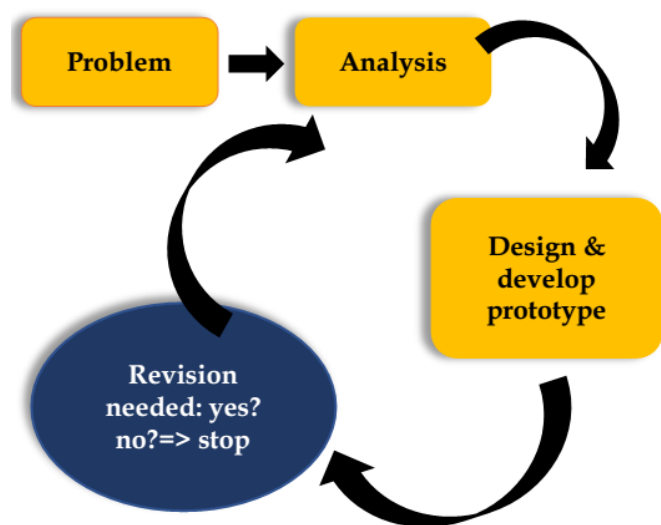 Problem
Analysis
Design &
develop
prototype
Revision
needed: yes?
no?=> stop